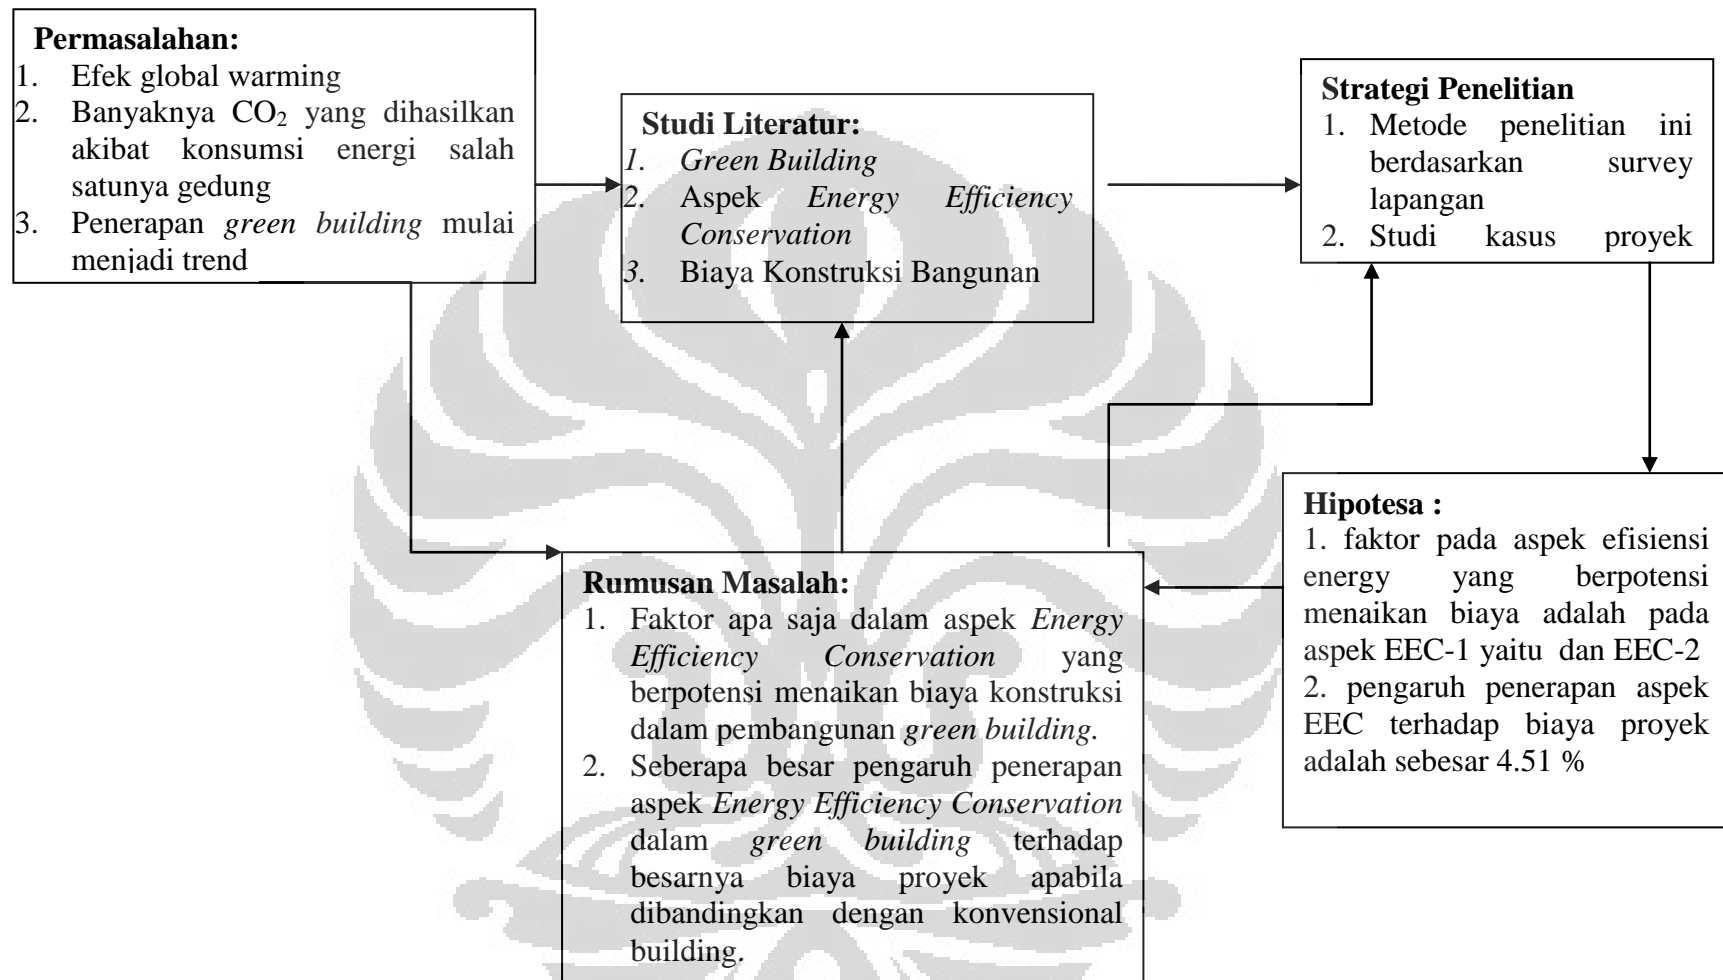 Permasalahan:
1. Efek global warming
2. Banyaknya CO₂ yang dihasilkan
akibat konsumsi energi salah
satunya gedung
3. Penerapan green building mulai
menjadi trend
Studi Literatur:
1. Green Building
2. Aspek Energy Efficiency
Conservation
3. Biaya Konstruksi Bangunan
Strategi Penelitian
1. Metode penelitian ini
berdasarkan survey
lapangan
2. Studi kasus proyek
Hipotesa :
1. faktor pada aspek efisiensi
energy yang berpotensi
menaikan biaya adalah pada
aspek EEC-1 yaitu dan EEC-2
2. pengaruh penerapan aspek
EEC terhadap biaya proyek
adalah sebesar 4.51 %
Rumusan Masalah:
1. Faktor apa saja dalam aspek Energy
Efficiency Conservation yang
berpotensi menaikan biaya konstruksi
dalam pembangunan green building.
2. Seberapa besar pengaruh penerapan
aspek Energy Efficiency Conservation
dalam green building terhadap
besarnya biaya proyek apabila
dibandingkan dengan konvensional
building.